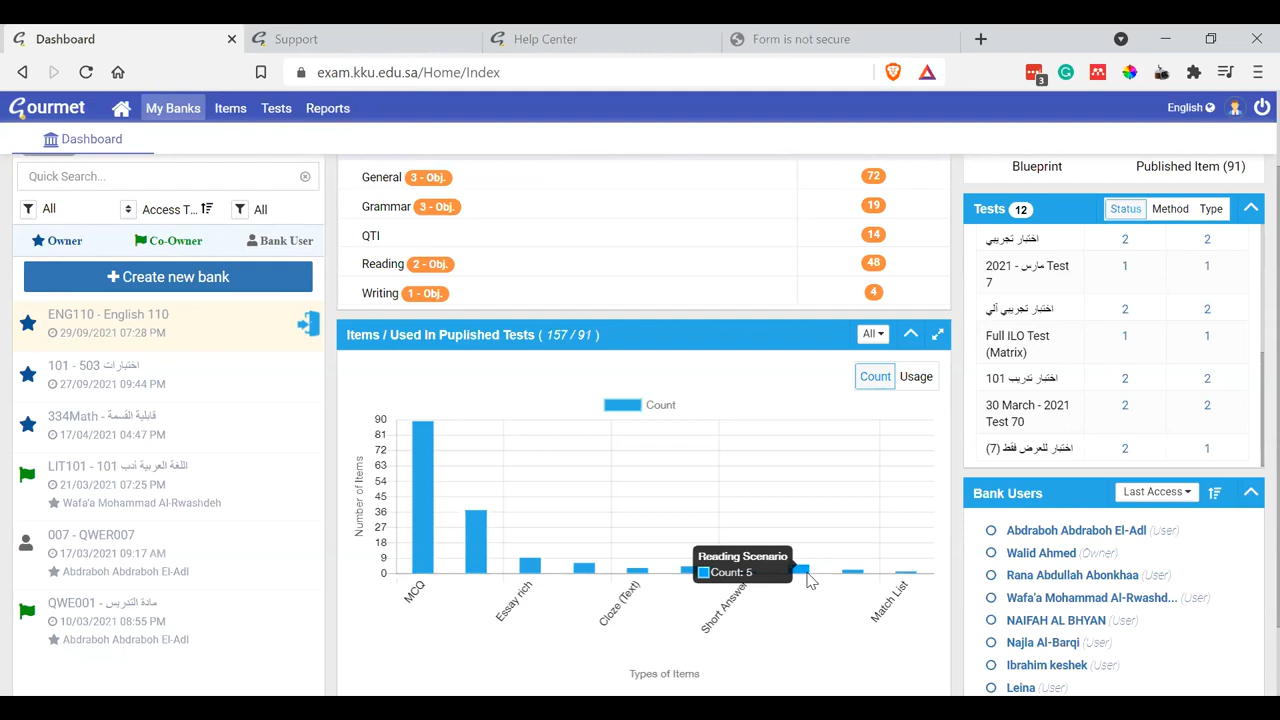 Dashboard
Support
Help Center
Form is not secure
exam.kku.edu.sa/Home/Index
3
Gourmet
My Banks
Items
Tests
Reports
English
Dashboard
Quick Search...
All
Access T...
All
Owner
Co-Owner
Bank User
+ Create new bank
ENG110 - English 110
29/09/2021 07:28 PM
101 - 503 اختبارات
27/09/2021 09:44 PM
334Math - قابلية القسمة
17/04/2021 04:47 PM
LIT101 - 101 اللغة العربية أدب
21/03/2021 07:25 PM
Wafa'a Mohammad Al-Rwashdeh
007 - QWER007
17/03/2021 09:17 AM
Abdraboh Abdraboh El-Adl
QWE001 - مادة التدريس
10/03/2021 08:55 PM
Abdraboh Abdraboh El-Adl
General 3 - Obj. 72
Grammar 3 - Obj. 19
QTI 14
Reading 2 - Obj. 48
Writing 1 - Obj. 4
Items / Used In Puplished Tests ( 157 / 91 )
All
Count
Usage
Count
90
81
72
63
54
45
36
27
18
9
0
Number of Items
Reading Scenario
Count: 5
MCQ
Essay rich
Cloze (Text)
Short Answer
Match List
Types of Items
Blueprint
Published Item (91)
Tests 12
Status
Method
Type
اختبار تجريبي 2 2
2021 - مارس Test 7 1 1
اختبار تجريبي آلي 2 2
Full ILO Test (Matrix) 1 1
اختبار تدريب 101 2 2
30 March - 2021 Test 70 2 2
اختبار للعرض فقط (7) 2 1
Bank Users
Last Access
Abdraboh Abdraboh El-Adl (User)
Walid Ahmed (Owner)
Rana Abdullah Abonkhaa (User)
Wafa'a Mohammad Al-Rwashd... (User)
NAIFAH AL BHYAN (User)
Najla Al-Barqi (User)
Ibrahim keshek (User)
Leina (User)